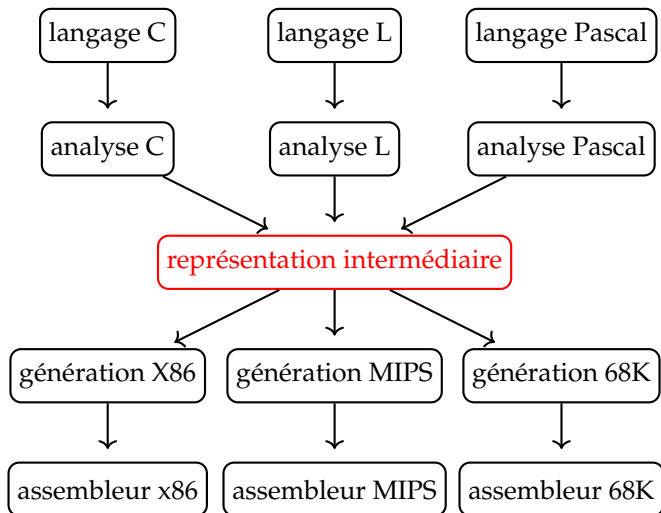 langage C
langage L
langage Pascal
analyse C
analyse L
analyse Pascal
représentation intermédiaire
génération X86
génération MIPS
génération 68K
assembleur x86
assembleur MIPS
assembleur 68K